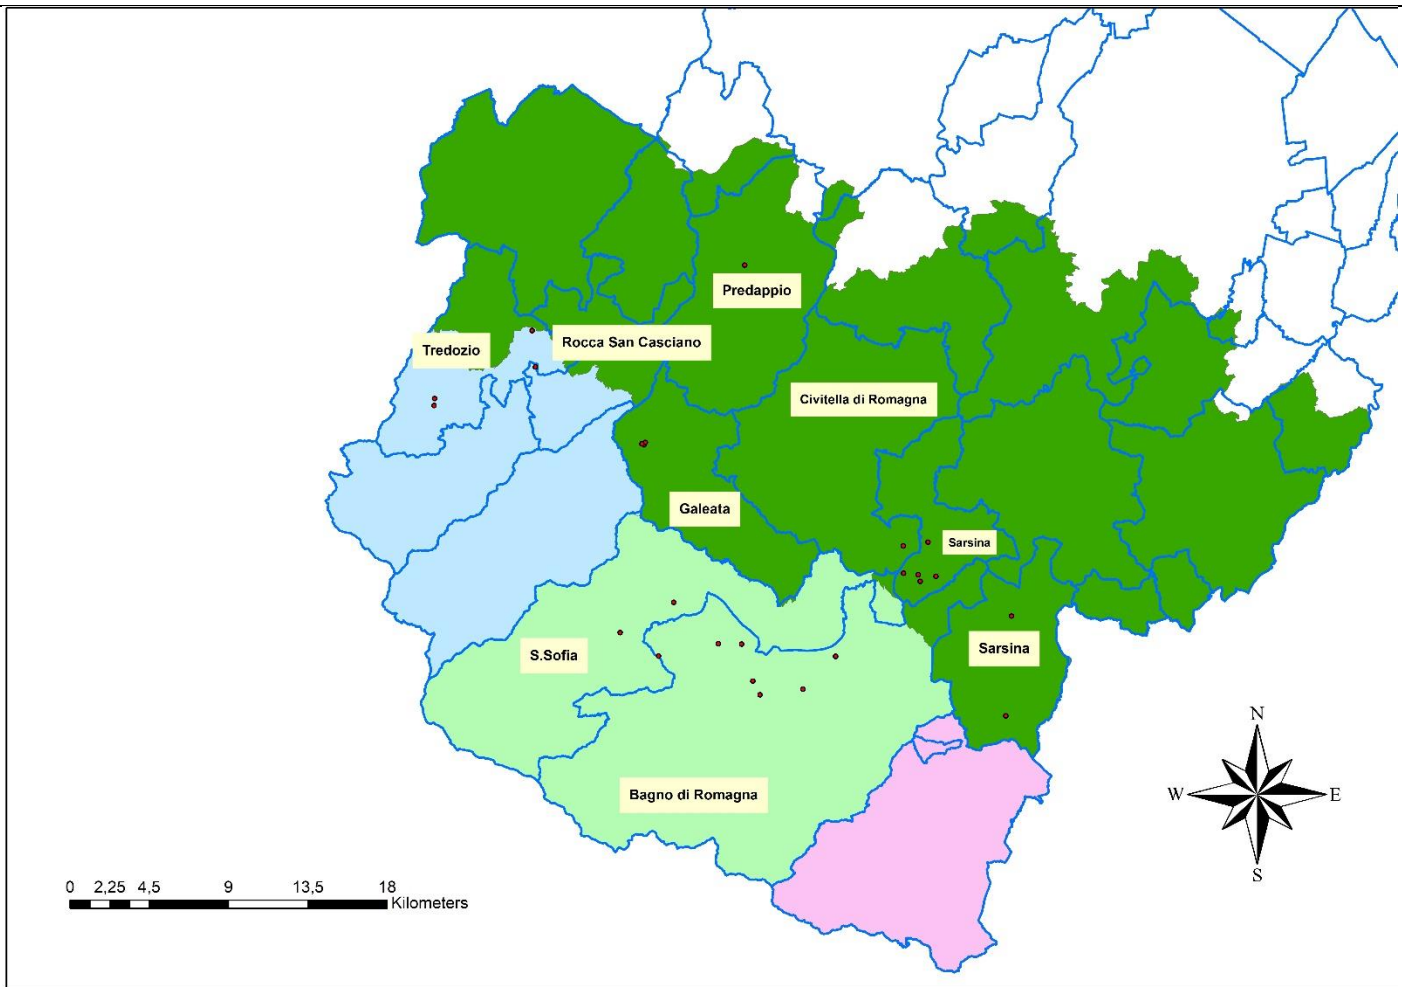 Predappio
Rocca San Casciano
Tredozio
Civitella di Romagna
Galeata
Sarsina
S.Sofia
Sarsina
N
W E
S
Bagno di Romagna
0 2,25 4,5 9 13,5 18
Kilometers